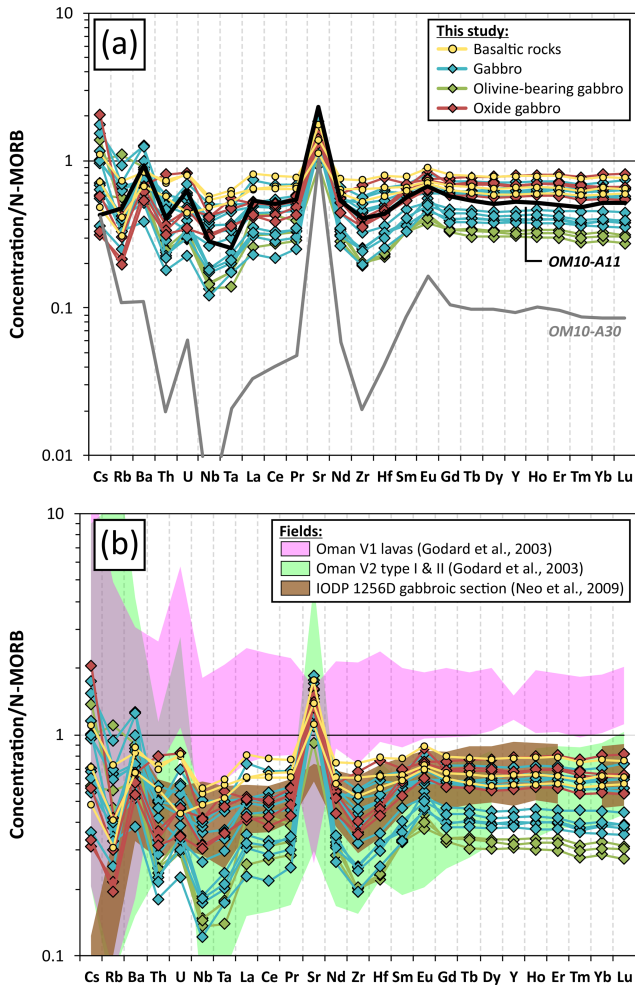 (a)
This study:
Basaltic rocks
Gabbro
Olivine-bearing gabbro
Oxide gabbro
10
1
0.1
0.01
Concentration/N-MORB
OM10-A11
OM10-A30
Cs Rb Ba Th U Nb Ta La Ce Pr Sr Nd Zr Hf Sm Eu Gd Tb Dy Y Ho Er Tm Yb Lu
(b)
Fields:
Oman V1 lavas (Godard et al., 2003)
Oman V2 type I & II (Godard et al., 2003)
IODP 1256D gabbroic section (Neo et al., 2009)
10
1
0.1
Concentration/N-MORB
Cs Rb Ba Th U Nb Ta La Ce Pr Sr Nd Zr Hf Sm Eu Gd Tb Dy Y Ho Er Tm Yb Lu